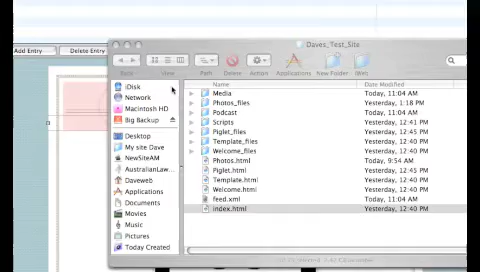 Daves_Test_Site
Add Entry
Delete Entry
Back
View
Path
Delete
Action
Applications
New Folder
iWeb
Name
Date Modified
iDisk
Network
Macintosh HD
Big Backup
Desktop
My site Dave
NewSiteAM
AustralianLaw...
Daveweb
Applications
Documents
Movies
Music
Pictures
Today Created
Media
Today, 11:04 AM
Photos_files
Yesterday, 1:18 PM
Podcast
Today, 11:04 AM
Scripts
Yesterday, 12:41 PM
Piglet_files
Yesterday, 12:41 PM
Template_files
Yesterday, 12:40 PM
Welcome_files
Yesterday, 12:40 PM
Photos.html
Today, 9:54 AM
Piglet.html
Yesterday, 12:40 PM
Template.html
Yesterday, 12:45 PM
Welcome.html
Yesterday, 12:40 PM
feed.xml
Today, 11:04 AM
index.html
Yesterday, 12:40 PM